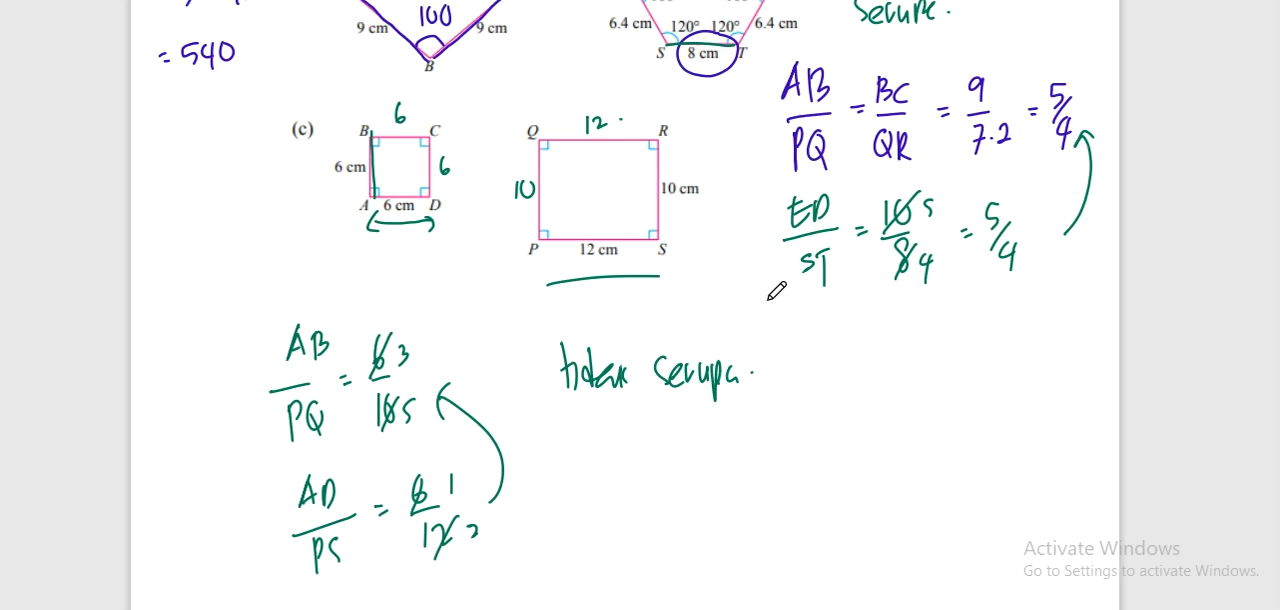 100
9 cm
9 cm
B
= 540
6.4 cm
120°
120°
6.4 cm
S
8 cm
T
secure.
AB/PQ = BC/QR = 9/7.2 = 5/4
ED/ST = 10 5/8 4 = 5/4
(c)
6
B
C
6 cm
6
A
6 cm
D
12.
Q
R
10
10 cm
P
12 cm
S
AB/PQ = 6 3/10 5
AD/PS = 6 1/12 2
tidak serupa.
Activate Windows
Go to Settings to activate Windows.